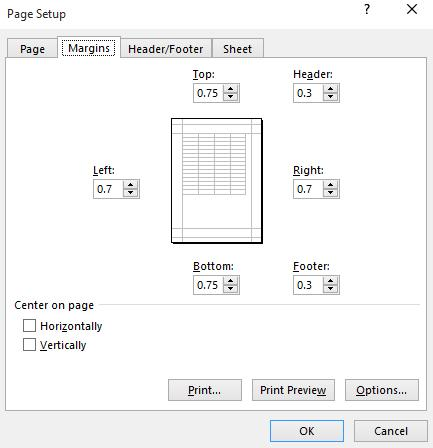 Page Setup ? ×
Page Margins Header/Footer Sheet
Top: Header:
0.75 0.3
Left: Right:
0.7 0.7
Bottom: Footer:
0.75 0.3
Center on page
Horizontally
Vertically
Print... Print Preview Options...
OK Cancel